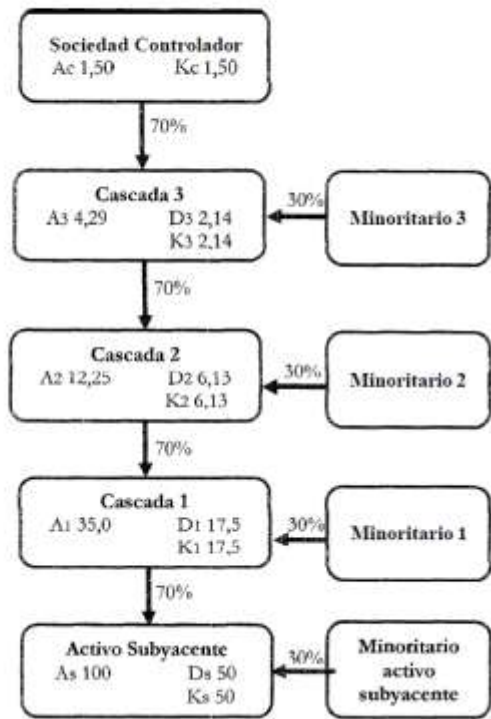 Sociedad Controlador
Ac 1,50 Kc 1,50
70%
Cascada 3
A3 4,29 D3 2,14
K3 2,14
30%
Minoritario 3
70%
Cascada 2
A2 12,25 D2 6,13
K2 6,13
30%
Minoritario 2
70%
Cascada 1
A1 35,0 D1 17,5
K1 17,5
30%
Minoritario 1
70%
Activo Subyacente
As 100 Ds 50
Ks 50
30%
Minoritario
activo
subyacente